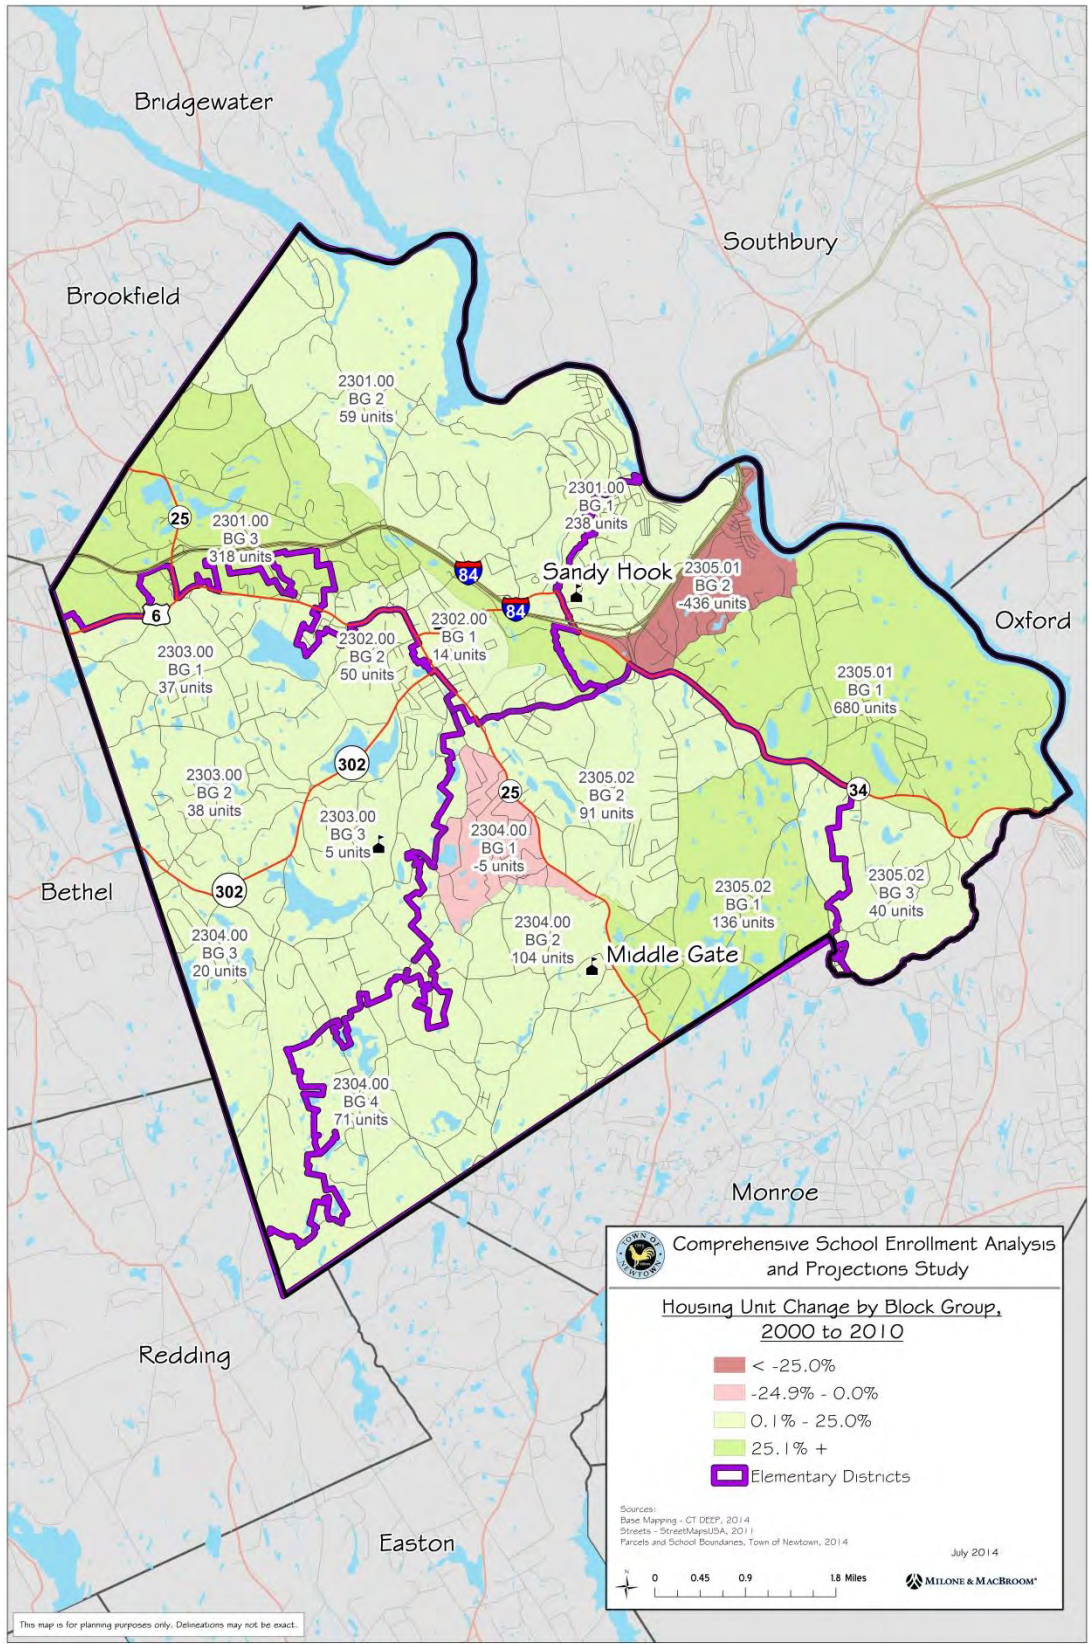 Bridgewater
Southbury
Brookfield
2301.00
BG 2
59 units
2301.00
BG 1
238 units
25
2301.00
BG 3
318 units
84
Sandy Hook
2305.01
BG 2
-436 units
84
6
2302.00
BG 1
14 units
2302.00
BG 2
50 units
Oxford
2303.00
BG 1
37 units
2305.01
BG 1
680 units
302
2303.00
BG 2
38 units
25
2305.02
BG 2
91 units
34
2303.00
BG 3
5 units
2304.00
BG 1
-5 units
Bethel
302
2305.02
BG 1
136 units
2305.02
BG 3
40 units
2304.00
BG 3
20 units
2304.00
BG 2
104 units
Middle Gate
2304.00
BG 4
71 units
Monroe
Redding
Easton
TOWN OF
NEWTOWN
Comprehensive School Enrollment Analysis
and Projections Study
Housing Unit Change by Block Group,
2000 to 2010
< -25.0%
-24.9% - 0.0%
0.1% - 25.0%
25.1% +
Elementary Districts
Sources:
Base Mapping - CT DEEP, 2014
Streets - StreetMapsUSA, 2011
Parcels and School Boundaries, Town of Newtown, 2014
July 2014
N
0 0.45 0.9 1.8 Miles
MILONE & MACBROOM®
This map is for planning purposes only. Delineations may not be exact.